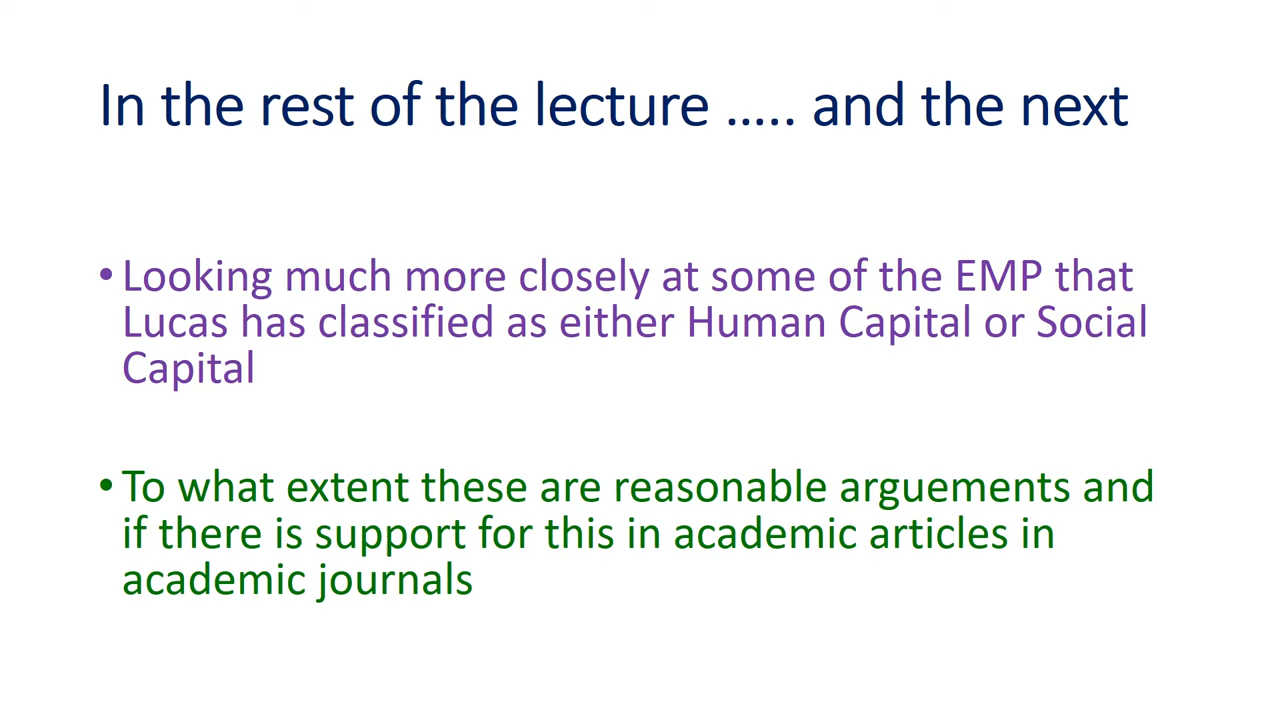 In the rest of the lecture ….. and the next
• Looking much more closely at some of the EMP that
Lucas has classified as either Human Capital or Social
Capital
• To what extent these are reasonable arguements and
if there is support for this in academic articles in
academic journals